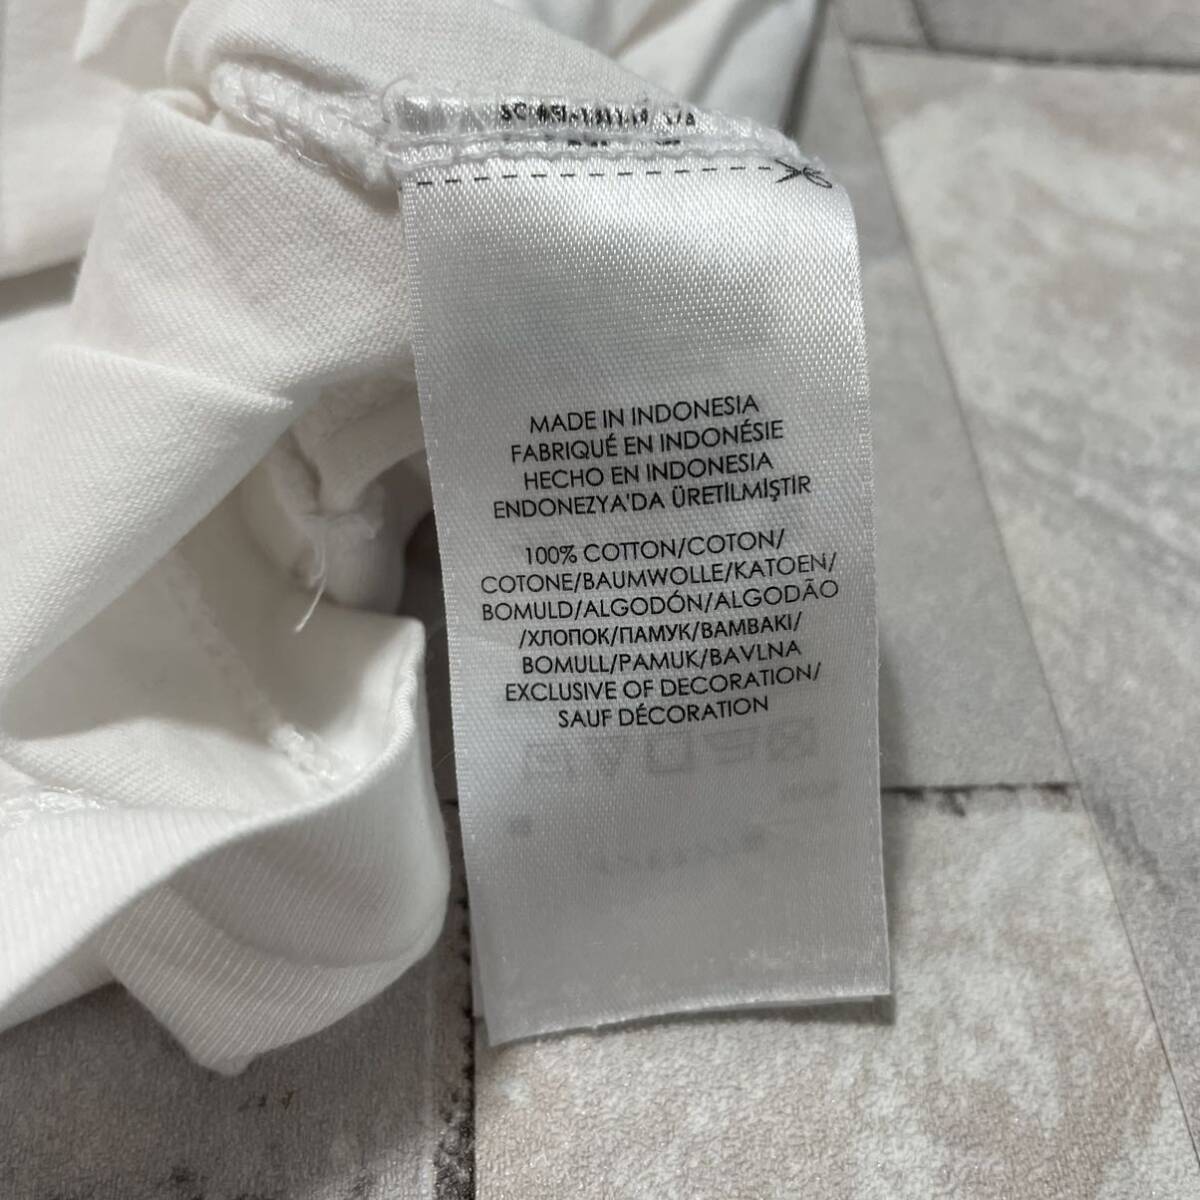 MADE IN INDONESIA
FABRIQUÉ EN INDONÉSIE
HECHO EN INDONESIA
ENDONEZYA'DA ÜRETİLMİŞTİR
100% COTTON/COTON/
COTONE/BAUMWOLLE/KATOEN/
BOMULD/ALGODÓN/ALGODÃO
/ХЛОПОК/ПАМУК/BAMBAKI/
BOMULL/PAMUK/BAVLNA
EXCLUSIVE OF DECORATION/
SAUF DÉCORATION